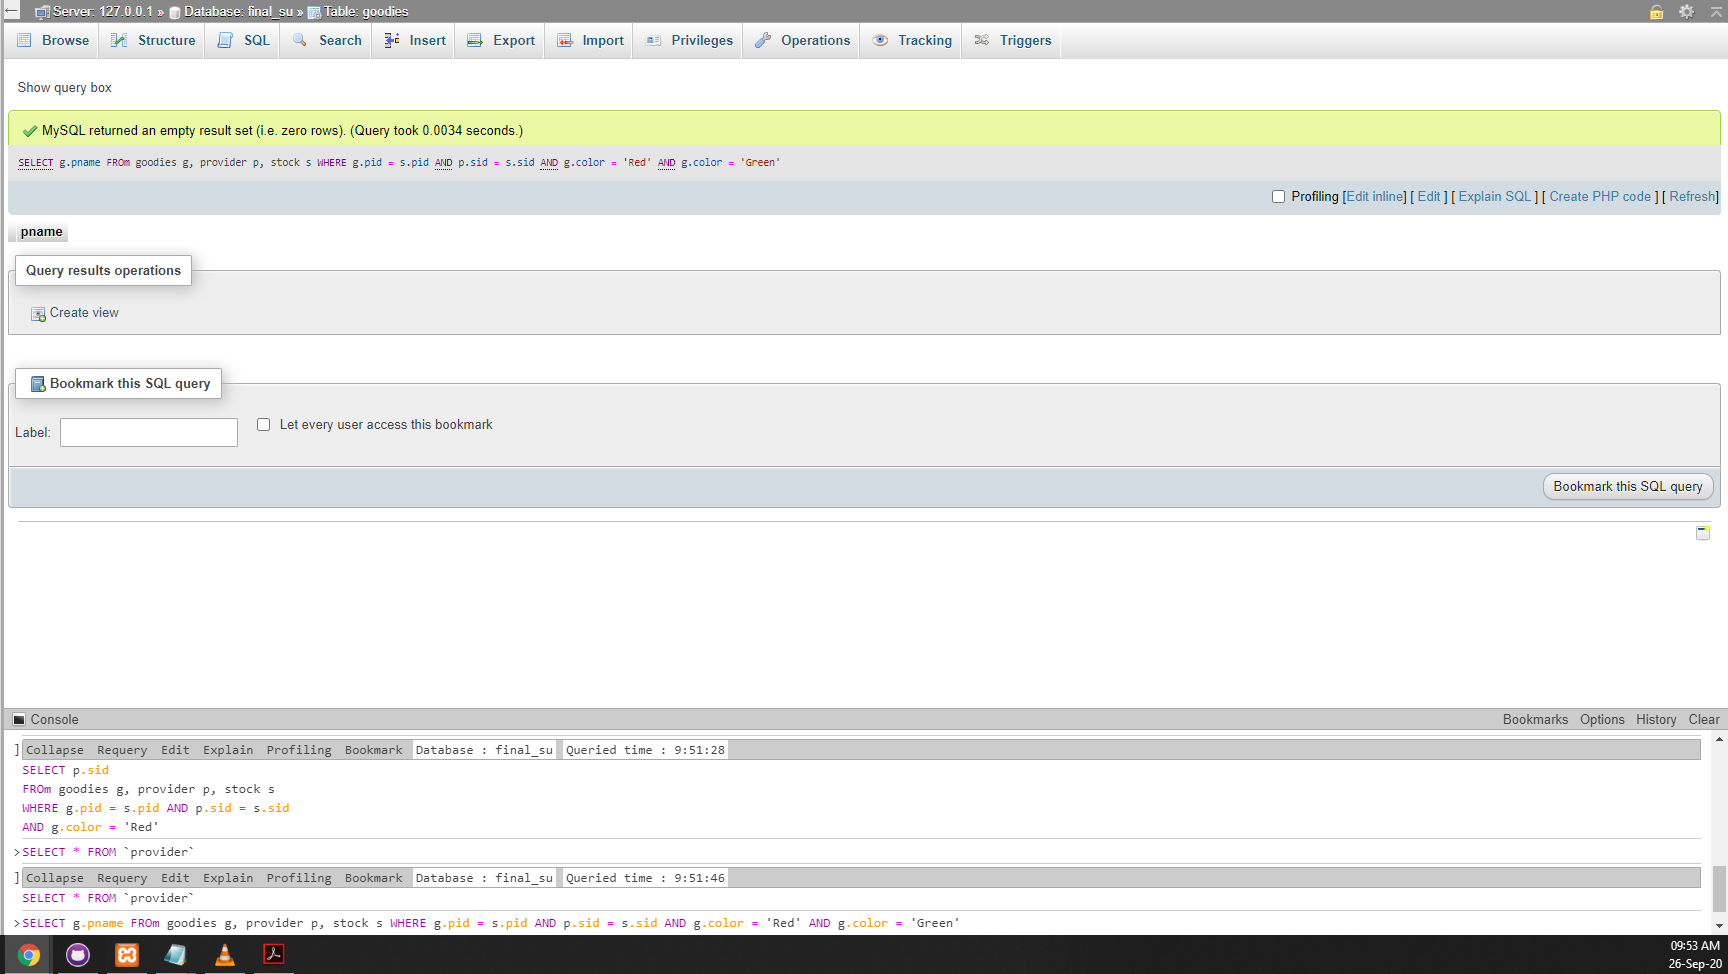 Server: 127.0.0.1 » Database: final_su » Table: goodies
Browse Structure SQL Search Insert Export Import Privileges Operations Tracking Triggers
Show query box
MySQL returned an empty result set (i.e. zero rows). (Query took 0.0034 seconds.)
SELECT g.pname FROm goodies g, provider p, stock s WHERE g.pid = s.pid AND p.sid = s.sid AND g.color = 'Red' AND g.color = 'Green'
Profiling [Edit inline] [ Edit ] [ Explain SQL ] [ Create PHP code ] [ Refresh]
pname
Query results operations
Create view
Bookmark this SQL query
Label: Let every user access this bookmark
Bookmark this SQL query
Console Bookmarks Options History Clear
] Collapse Requery Edit Explain Profiling Bookmark Database : final_su Queried time : 9:51:28
SELECT p.sid
FROm goodies g, provider p, stock s
WHERE g.pid = s.pid AND p.sid = s.sid
AND g.color = 'Red'
>SELECT * FROM `provider`
] Collapse Requery Edit Explain Profiling Bookmark Database : final_su Queried time : 9:51:46
SELECT * FROM `provider`
>SELECT g.pname FROm goodies g, provider p, stock s WHERE g.pid = s.pid AND p.sid = s.sid AND g.color = 'Red' AND g.color = 'Green'
09:53 AM
26-Sep-20